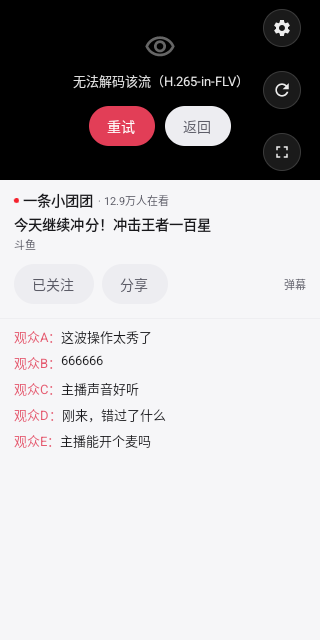 无法解码该流（H.265-in-FLV）
重试
返回
一条小团团 · 12.9万人在看
今天继续冲分！冲击王者一百星
斗鱼
已关注
分享
弹幕
观众A：这波操作太秀了
观众B：666666
观众C：主播声音好听
观众D：刚来，错过了什么
观众E：主播能开个麦吗